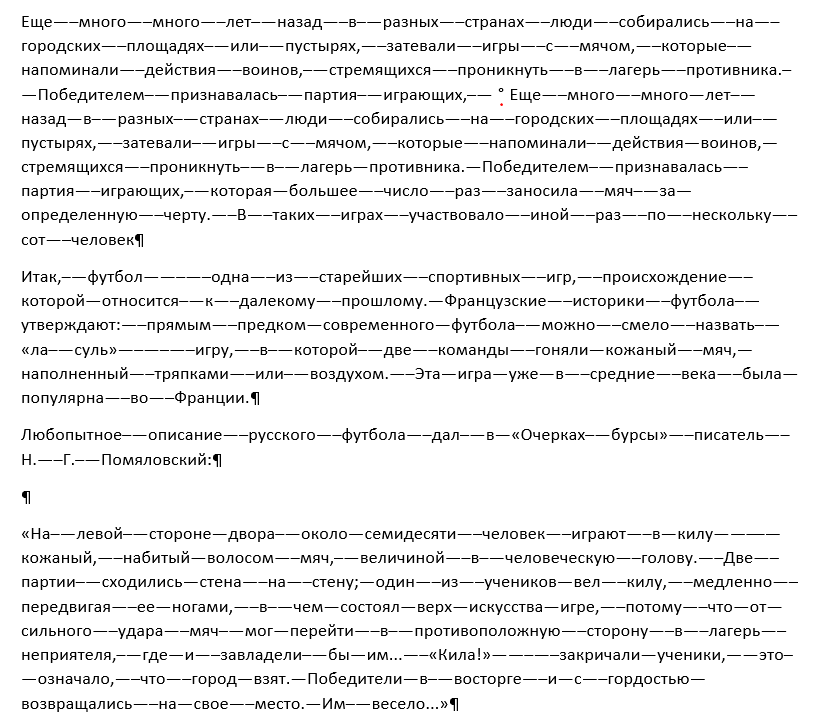 Еще—–много—–много—–лет—–назад—–в—–разных—–странах—–люди—–собирались—–на—–
городских—–площадях—–или—–пустырях,—–затевали—–игры—–с—–мячом,—–которые—–
напоминали—–действия—–воинов,—–стремящихся—–проникнуть—–в—–лагерь—–противника.–
—Победителем—–признавалась—–партия—–играющих,—– ° Еще—–много—–много—лет—–
назад—в—–разных—–странах—–люди—–собирались—–на—–городских—–площадях—–или—–
пустырях,—–затевали—–игры—–с—–мячом,—–которые—–напоминали—–действия—воинов,—
стремящихся—–проникнуть—–в—–лагерь—противника.—Победителем—–признавалась—–
партия—–играющих,—–которая—большее—–число—–раз—–заносила—–мяч—–за—
определенную—–черту.—–В—–таких—–играх—–участвовало—–иной—–раз—–по—–нескольку—–
сот—–человек¶
Итак,—–футбол——–——одна—–из—–старейших—–спортивных—–игр,—–происхождение—–
которой—относится—–к—–далекому—–прошлому.—Французские—–историки—–футбола—–
утверждают:—–прямым—–предком—современного—футбола—–можно—–смело—–назвать—–
«ла—–суль»—–——–—игру,—–в—–которой—–две—–команды—гоняли—кожаный—–мяч,—
наполненный—–тряпками—–или—–воздухом.—–Эта—игра—уже—в—–средние—–века—–была—
популярна—–во—–Франции.¶
Любопытное—–описание—–русского—–футбола—–дал—–в—«Очерках—–бурсы»—–писатель—–
Н.—–Г.—–Помяловский:¶
¶
«На—–левой—–стороне—двора—–около—семидесяти—–человек—–играют—–в—килу————
кожаный,—–набитый—волосом—–мяч,—–величиной—–в—–человеческую—–голову.—–Две—–
партии—–сходились—стена—–на—–стену;—один—–из—–учеников—вел—–килу,—–медленно—–
передвигая—–ее—ногами,—–в—–чем—состоял—верх—искусства—игре,—–потому—–что—от—
сильного—–удара—–мяч—–мог—перейти—–в—–противоположную—–сторону—–в—–лагерь—–
неприятеля,—–где—и—–завладели—–бы—им...—–«Кила!»—–——–закричали—ученики,—–это–
—означало,—–что—–город—взят.—Победители—в—–восторге—–и—с—–гордостью—
возвращались—–на—свое—–место.—Им—–весело...»¶